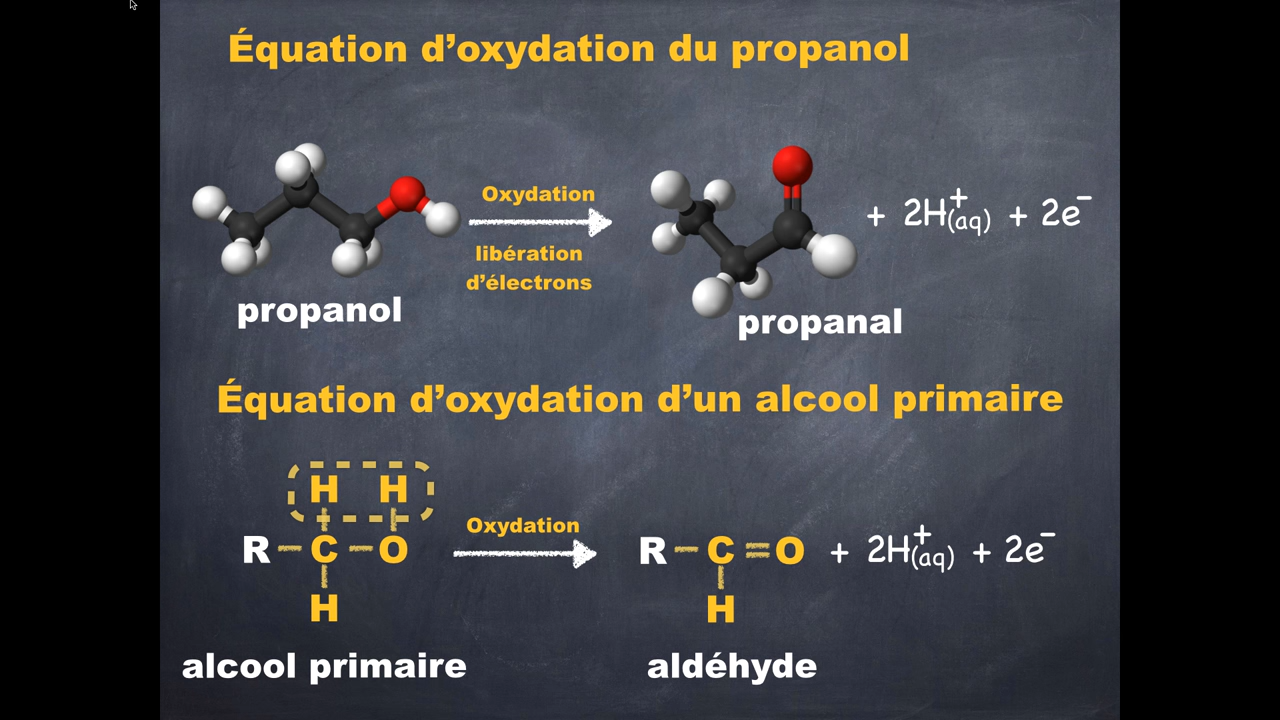 Équation d’oxydation du propanol
Oxydation
libération
d’électrons
+ 2H⁺(aq) + 2e⁻
propanol
propanal
Équation d’oxydation d’un alcool primaire
H H
R – C – O
H
Oxydation
R – C = O + 2H⁺(aq) + 2e⁻
H
alcool primaire
aldéhyde